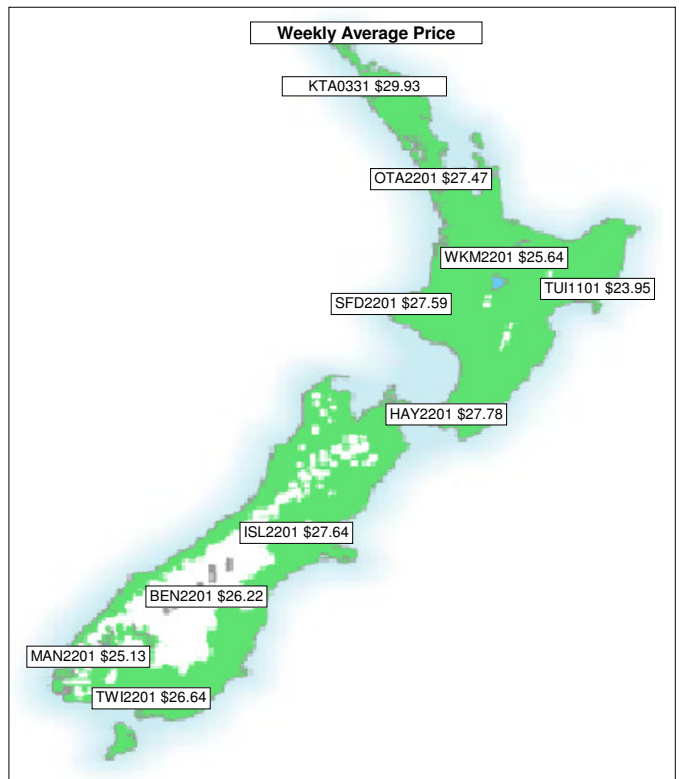 Weekly Average Price
KTA0331 $29.93
OTA2201 $27.47
WKM2201 $25.64
TUI1101 $23.95
SFD2201 $27.59
HAY2201 $27.78
ISL2201 $27.64
BEN2201 $26.22
MAN2201 $25.13
TWI2201 $26.64